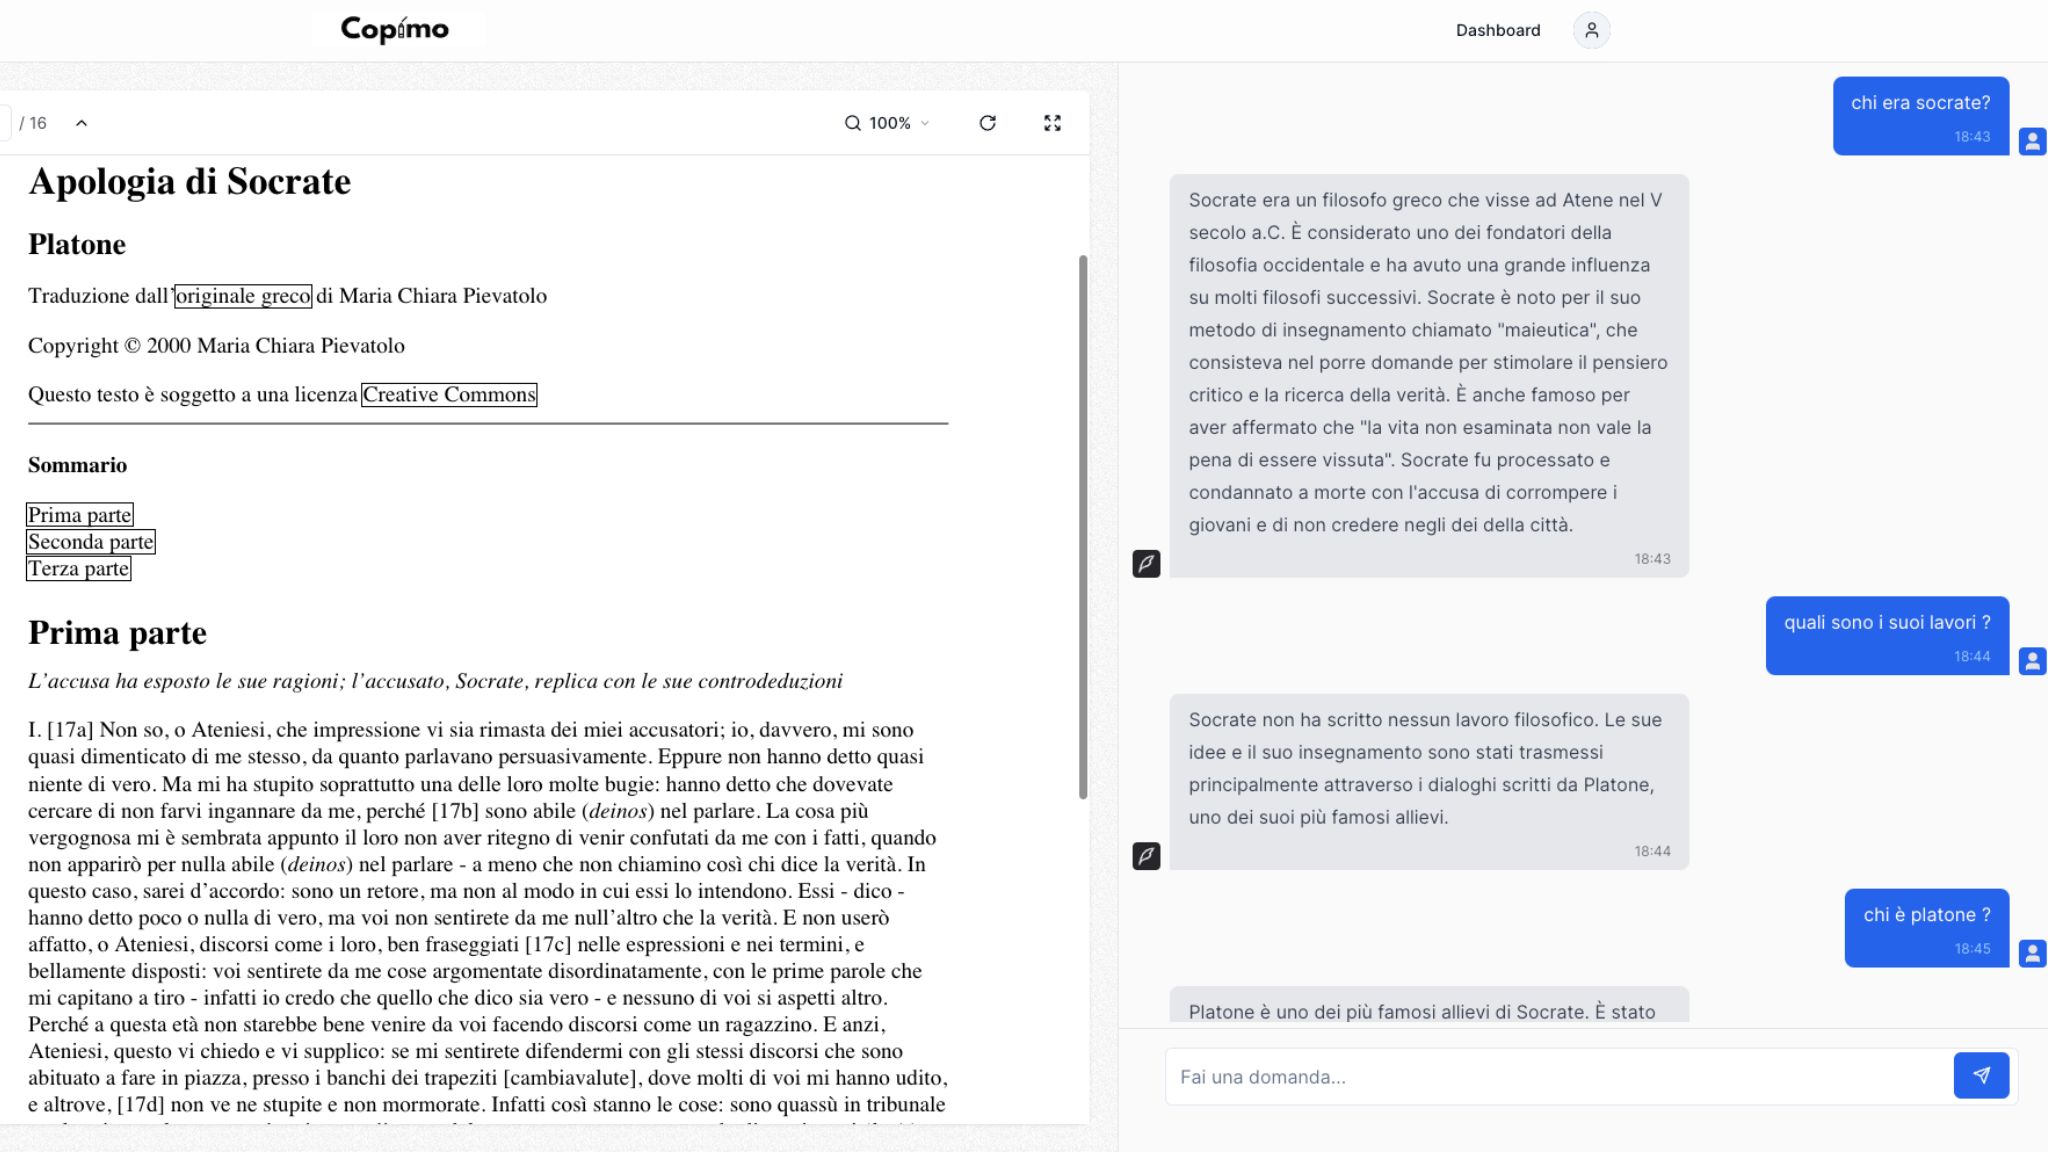 Copimo
Dashboard
/ 16
100%
Apologia di Socrate
Platone
Traduzione dall’originale greco di Maria Chiara Pievatolo
Copyright © 2000 Maria Chiara Pievatolo
Questo testo è soggetto a una licenza Creative Commons
Sommario
Prima parte
Seconda parte
Terza parte
Prima parte
L’accusa ha esposto le sue ragioni; l’accusato, Socrate, replica con le sue controdeduzioni
I. [17a] Non so, o Ateniesi, che impressione vi sia rimasta dei miei accusatori; io, davvero, mi sono
quasi dimenticato di me stesso, da quanto parlavano persuasivamente. Eppure non hanno detto quasi
niente di vero. Ma mi ha stupito soprattutto una delle loro molte bugie: hanno detto che dovevate
cercare di non farvi ingannare da me, perché [17b] sono abile (deinos) nel parlare. La cosa più
vergognosa mi è sembrata appunto il loro non aver ritegno di venir confutati da me con i fatti, quando
non apparirò per nulla abile (deinos) nel parlare - a meno che non chiamino così chi dice la verità. In
questo caso, sarei d’accordo: sono un retore, ma non al modo in cui essi lo intendono. Essi - dico -
hanno detto poco o nulla di vero, ma voi non sentirete da me null’altro che la verità. E non userò
affatto, o Ateniesi, discorsi come i loro, ben fraseggiati [17c] nelle espressioni e nei termini, e
bellamente disposti: voi sentirete da me cose argomentate disordinatamente, con le prime parole che
mi capitano a tiro - infatti io credo che quello che dico sia vero - e nessuno di voi si aspetti altro.
Perché a questa età non starebbe bene venire da voi facendo discorsi come un ragazzino. E anzi,
Ateniesi, questo vi chiedo e vi supplico: se mi sentirete difendermi con gli stessi discorsi che sono
abituato a fare in piazza, presso i banchi dei trapeziti [cambiavalute], dove molti di voi mi hanno udito,
e altrove, [17d] non ve ne stupite e non mormorate. Infatti così stanno le cose: sono quassù in tribunale
chi era socrate?
18:43
Socrate era un filosofo greco che visse ad Atene nel V
secolo a.C. È considerato uno dei fondatori della
filosofia occidentale e ha avuto una grande influenza
su molti filosofi successivi. Socrate è noto per il suo
metodo di insegnamento chiamato "maieutica", che
consisteva nel porre domande per stimolare il pensiero
critico e la ricerca della verità. È anche famoso per
aver affermato che "la vita non esaminata non vale la
pena di essere vissuta". Socrate fu processato e
condannato a morte con l'accusa di corrompere i
giovani e di non credere negli dei della città.
18:43
quali sono i suoi lavori ?
18:44
Socrate non ha scritto nessun lavoro filosofico. Le sue
idee e il suo insegnamento sono stati trasmessi
principalmente attraverso i dialoghi scritti da Platone,
uno dei suoi più famosi allievi.
18:44
chi è platone ?
18:45
Platone è uno dei più famosi allievi di Socrate. È stato
Fai una domanda...